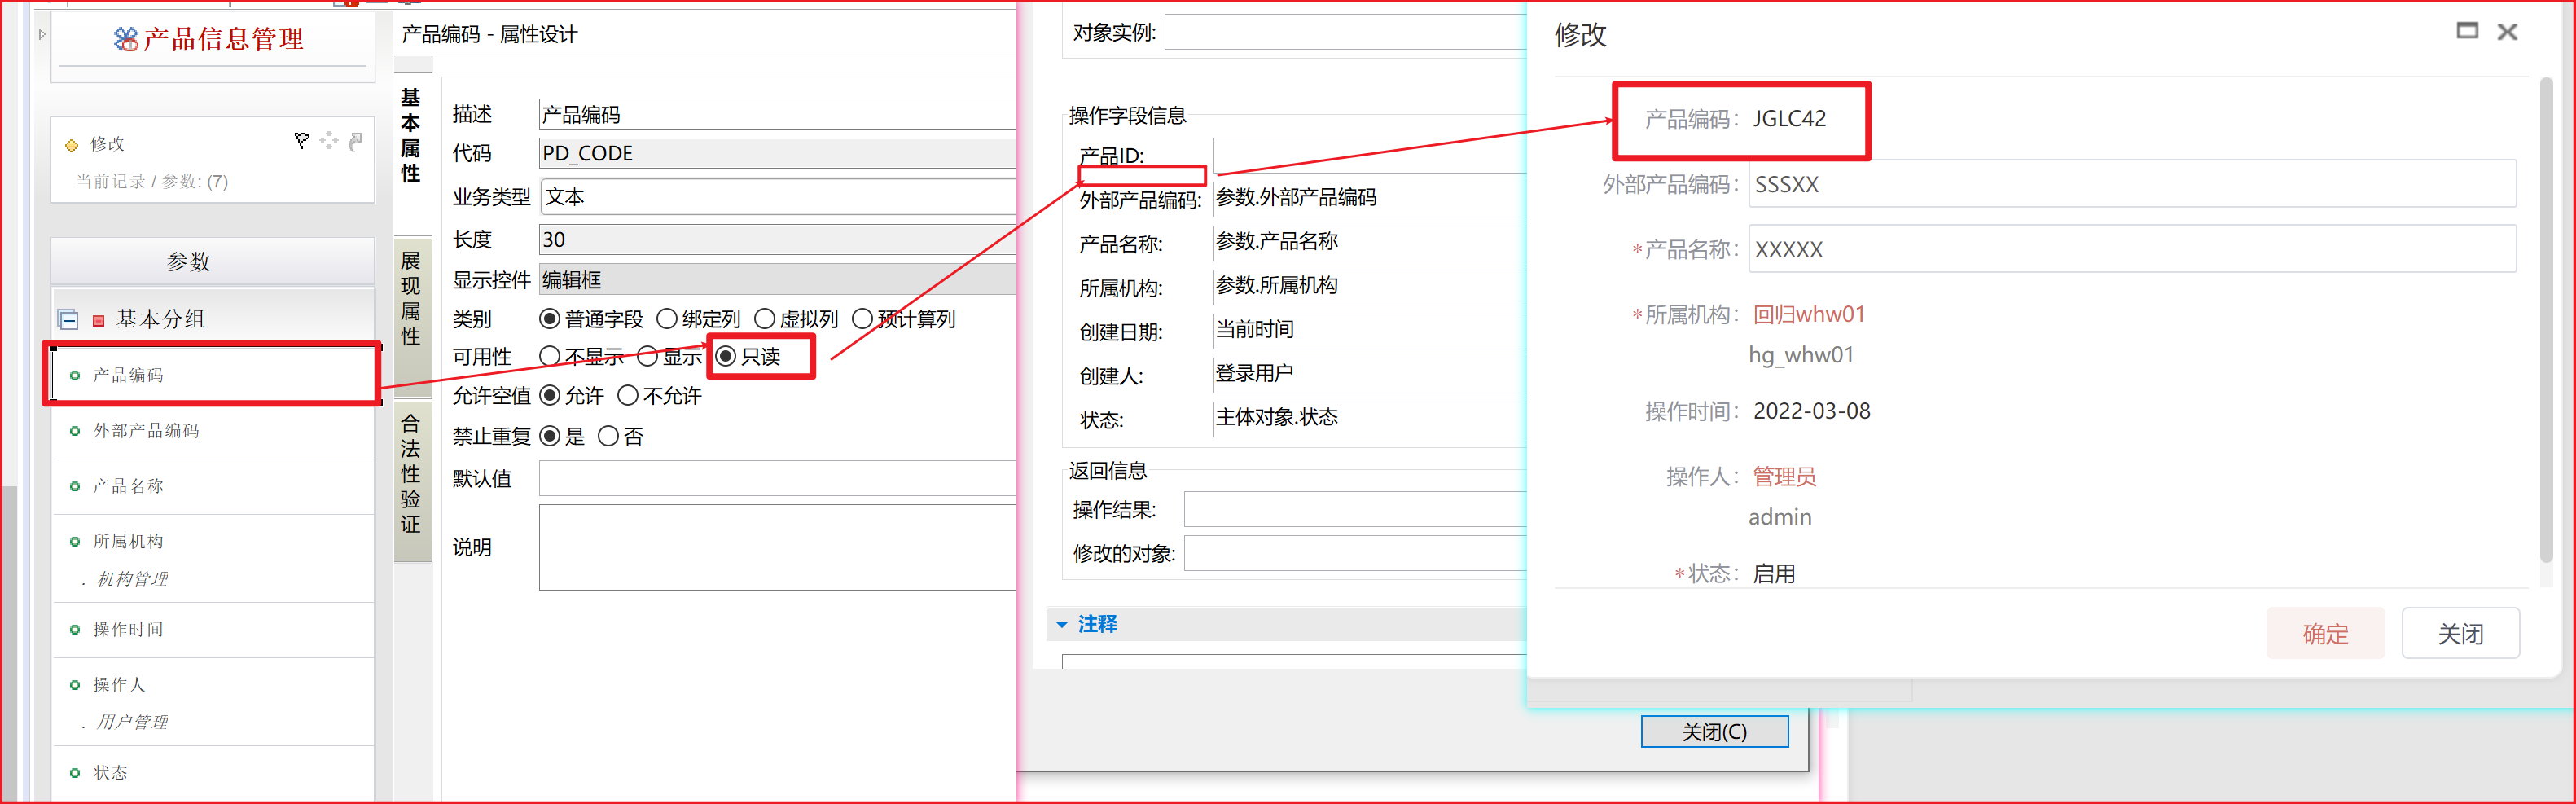 产品信息管理
修改
当前记录 / 参数: (7)
参数
基本分组
产品编码
外部产品编码
产品名称
所属机构
. 机构管理
操作时间
操作人
. 用户管理
状态
产品编码 - 属性设计
基本属性
展现属性
合法性验证
描述 产品编码
代码 PD_CODE
业务类型 文本
长度 30
显示控件 编辑框
类别 普通字段 绑定列 虚拟列 预计算列
可用性 不显示 显示 只读
允许空值 允许 不允许
禁止重复 是 否
默认值
说明
对象实例:
操作字段信息
产品ID:
外部产品编码: 参数.外部产品编码
产品名称: 参数.产品名称
所属机构: 参数.所属机构
创建日期: 当前时间
创建人: 登录用户
状态: 主体对象.状态
返回信息
操作结果:
修改的对象:
注释
关闭(C)
修改
产品编码: JGLC42
外部产品编码: SSSXX
*产品名称: XXXXX
*所属机构: 回归whw01
hg_whw01
操作时间: 2022-03-08
操作人: 管理员
admin
*状态: 启用
确定 关闭